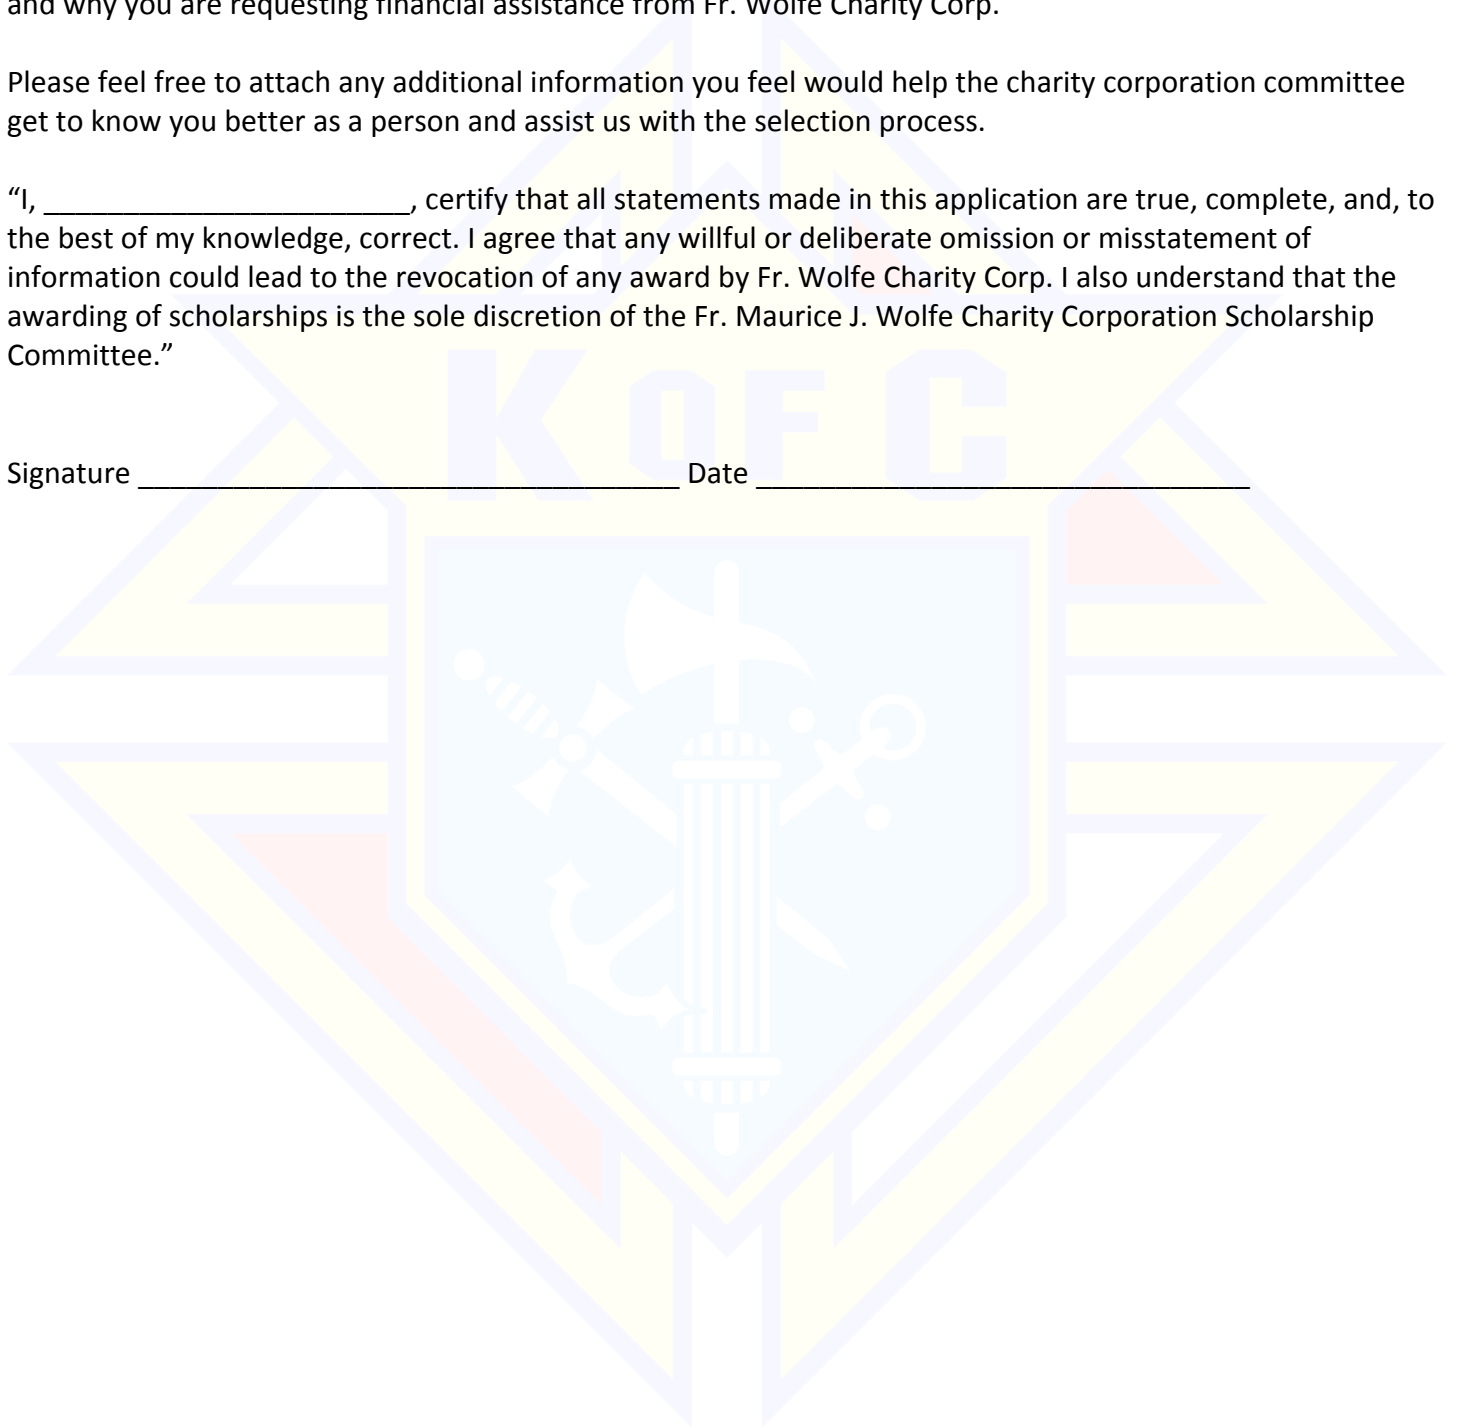 and why you are requesting financial assistance from Fr. Wolfe Charity Corp.
Please feel free to attach any additional information you feel would help the charity corporation committee
get to know you better as a person and assist us with the selection process.
“I, _______________________, certify that all statements made in this application are true, complete, and, to
the best of my knowledge, correct. I agree that any willful or deliberate omission or misstatement of
information could lead to the revocation of any award by Fr. Wolfe Charity Corp. I also understand that the
awarding of scholarships is the sole discretion of the Fr. Maurice J. Wolfe Charity Corporation Scholarship
Committee.”
K OF C
Signature __________________________________ Date _______________________________